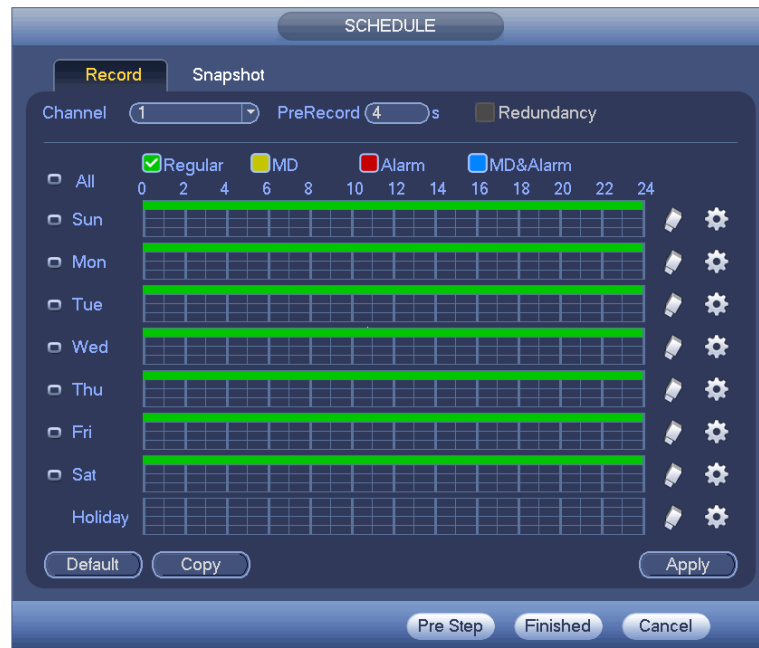 SCHEDULE
Record Snapshot
Channel 1 PreRecord 4 s Redundancy
Regular MD Alarm MD&Alarm
All 0 2 4 6 8 10 12 14 16 18 20 22 24
Sun
Mon
Tue
Wed
Thu
Fri
Sat
Holiday
Default Copy Apply
Pre Step Finished Cancel